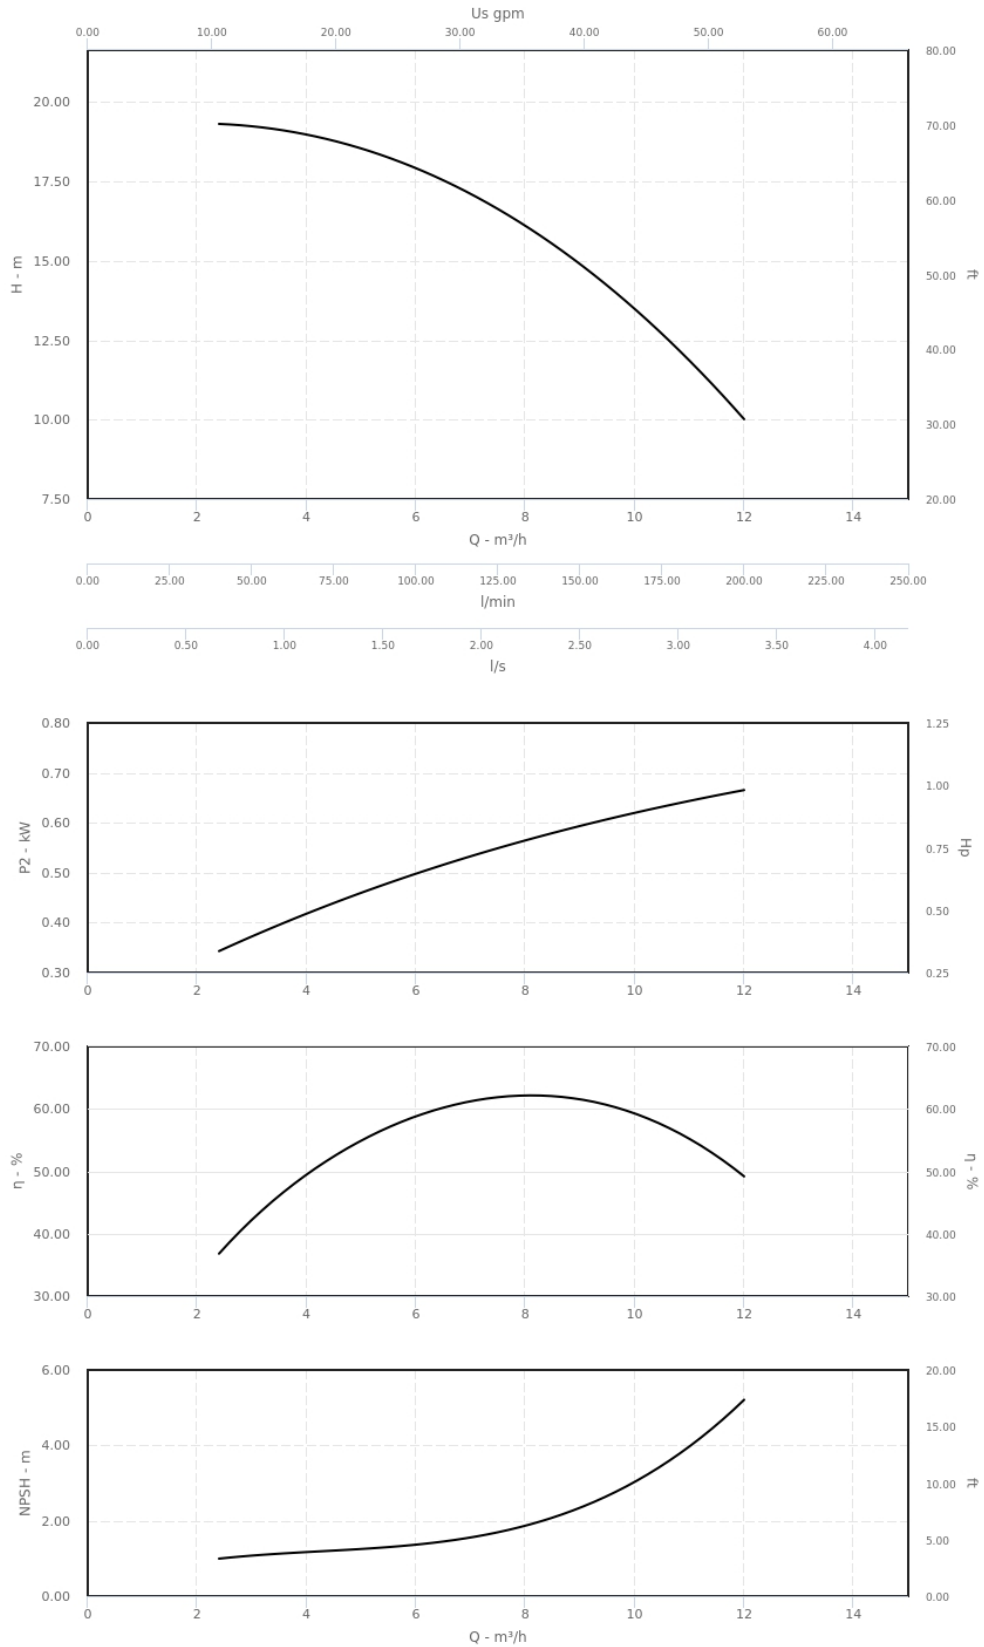 Us gpm
0.00 10.00 20.00 30.00 40.00 50.00 60.00
80.00
20.00
70.00
17.50
60.00
H - m
15.00
50.00
ft
12.50
40.00
10.00
30.00
7.50
20.00
0 2 4 6 8 10 12 14
Q - m³/h
0.00 25.00 50.00 75.00 100.00 125.00 150.00 175.00 200.00 225.00 250.00
l/min
0.00 0.50 1.00 1.50 2.00 2.50 3.00 3.50 4.00
l/s
0.80 1.25
0.70
1.00
0.60
P2 - kW
0.75
Hp
0.50
0.50
0.40
0.30 0.25
0 2 4 6 8 10 12 14
70.00 70.00
60.00 60.00
η - %
50.00 50.00
η - %
40.00 40.00
30.00 30.00
0 2 4 6 8 10 12 14
6.00 20.00
15.00
4.00
NPSH - m
10.00
ft
2.00
5.00
0.00 0.00
0 2 4 6 8 10 12 14
Q - m³/h